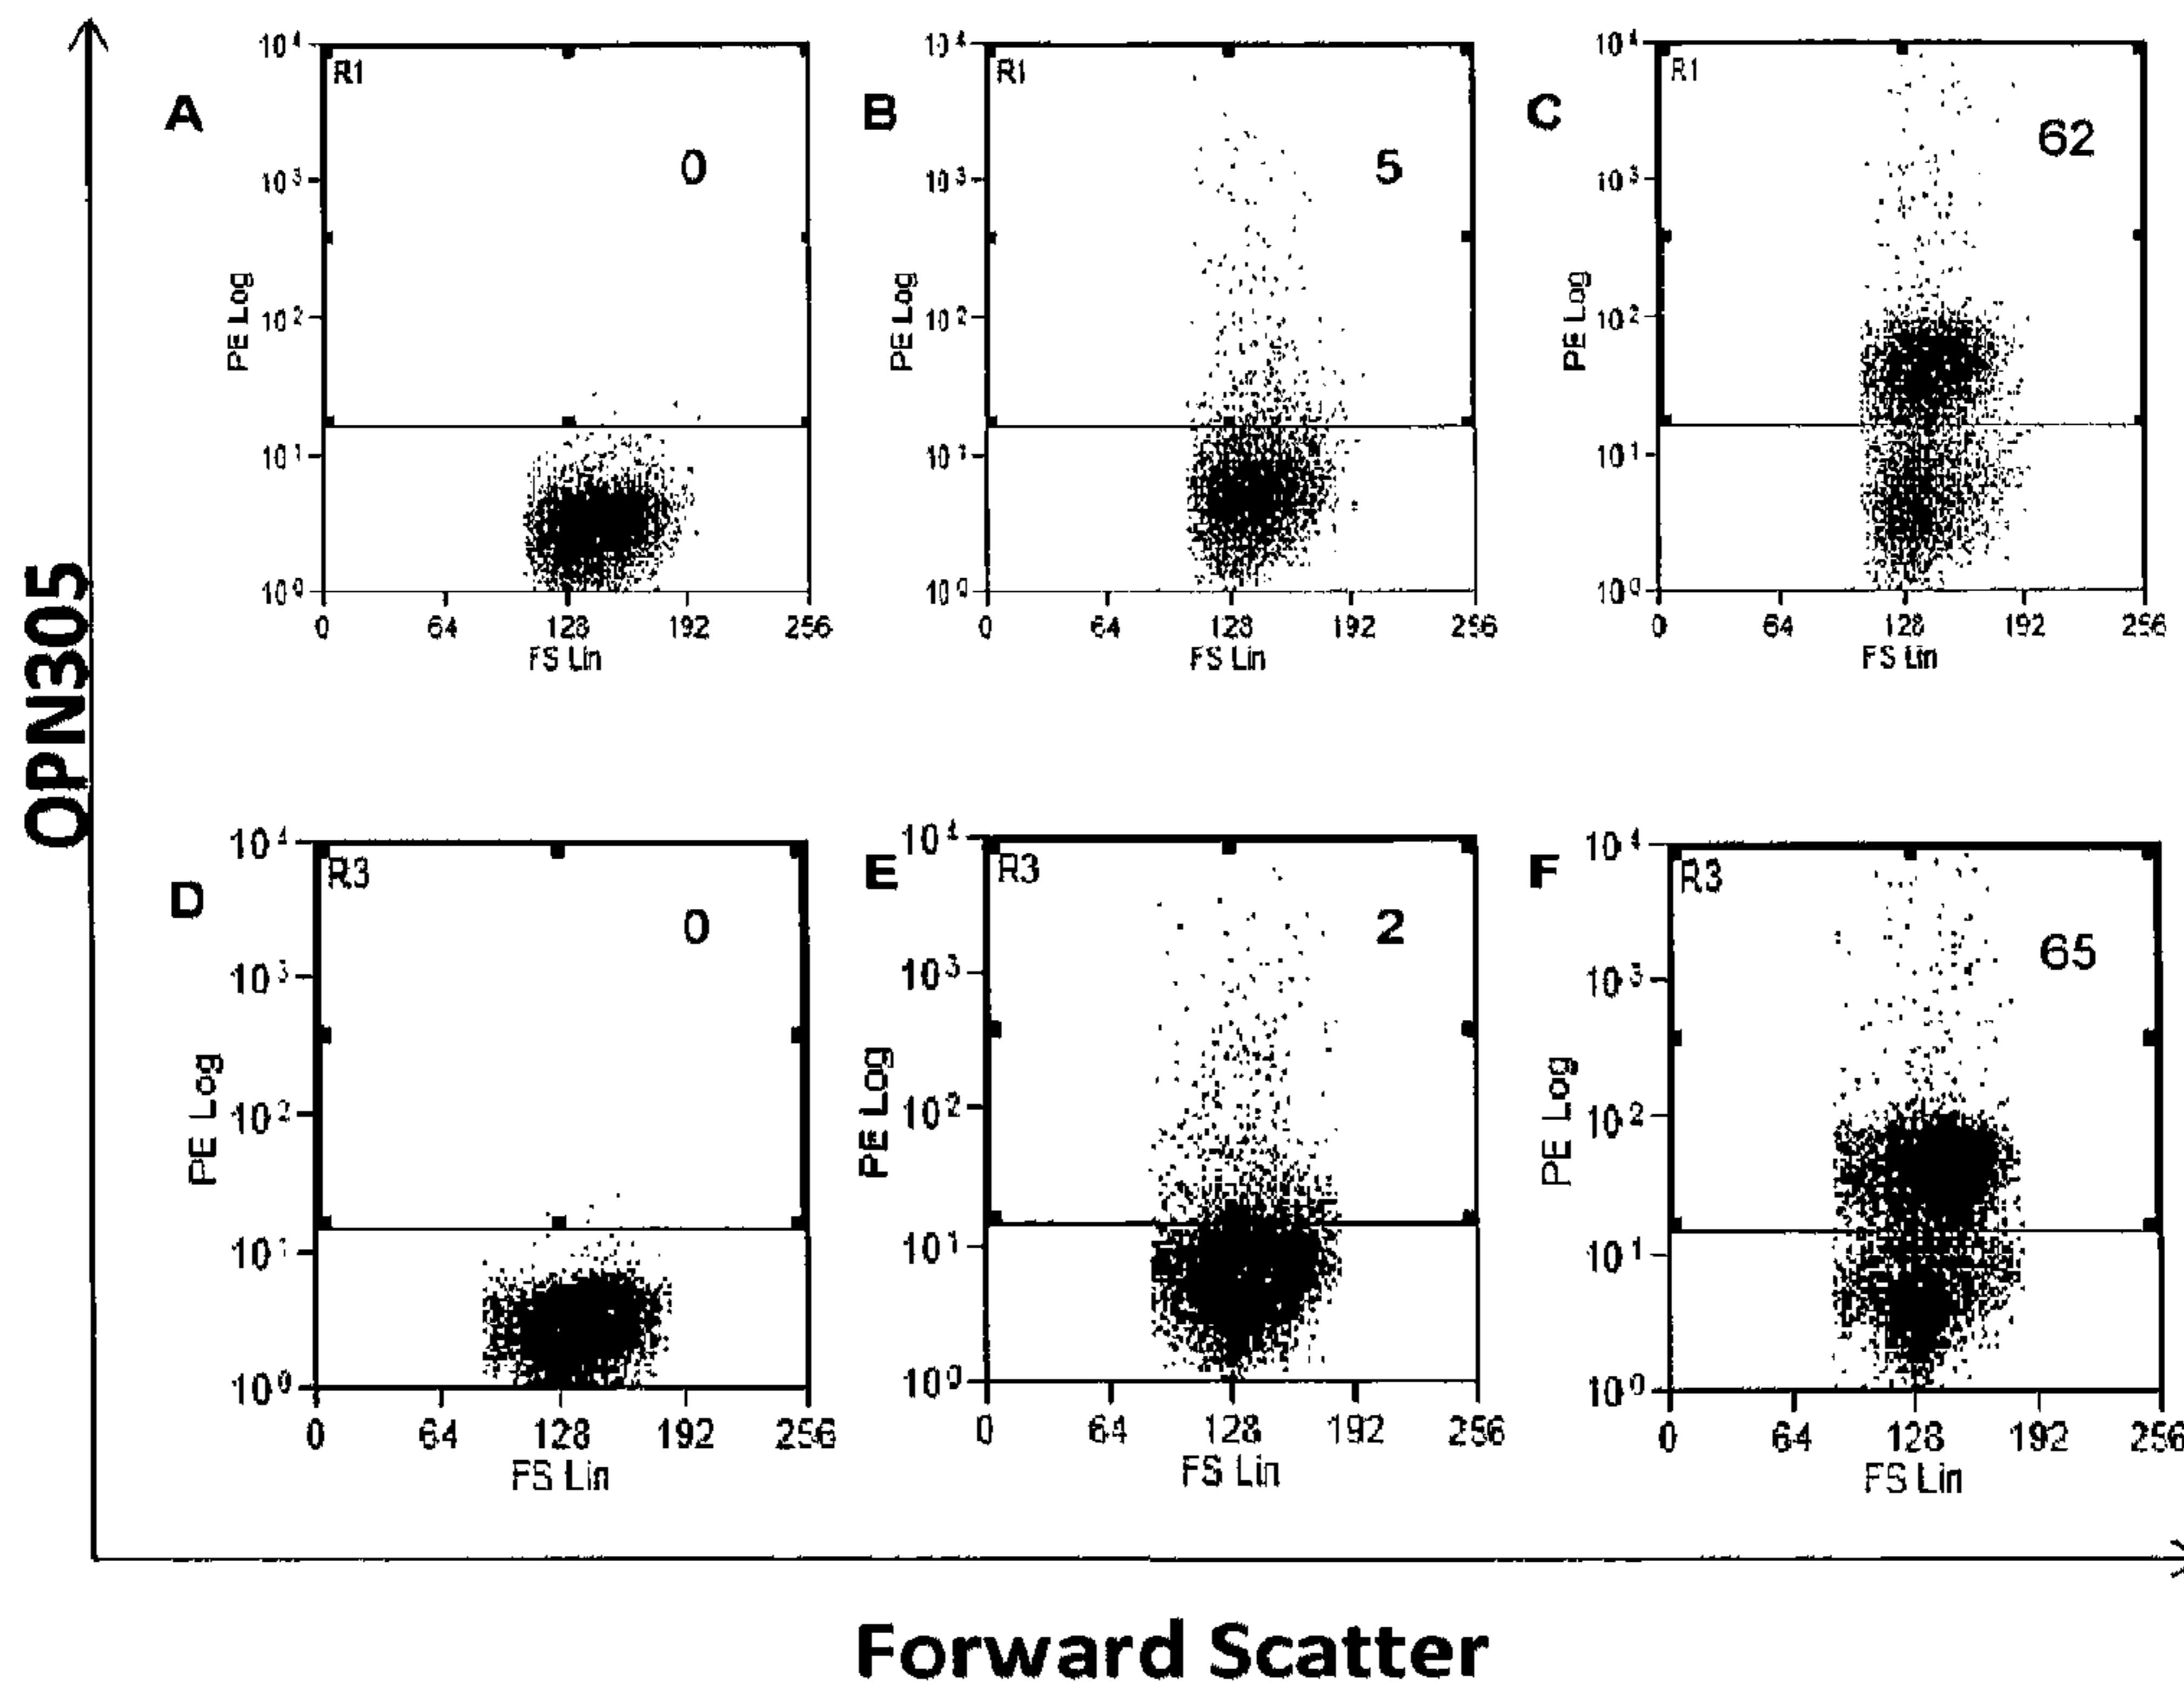 OPN305
A
R1
0
PE Log
10⁴
10³
10²
10¹
10⁰
0 64 128 192 256
FS Lin
B
R1
5
PE Log
10⁴
10³
10²
10¹
10⁰
0 64 128 192 256
FS Lin
C
R1
62
PE Log
10⁴
10³
10²
10¹
10⁰
0 64 128 192 256
FS Lin
D
R3
0
PE Log
10⁴
10³
10²
10¹
10⁰
0 64 128 192 256
FS Lin
E
R3
2
PE Log
10⁴
10³
10²
10¹
10⁰
0 64 128 192 256
FS Lin
F
R3
65
PE Log
10⁴
10³
10²
10¹
10⁰
0 64 128 192 256
FS Lin
Forward Scatter